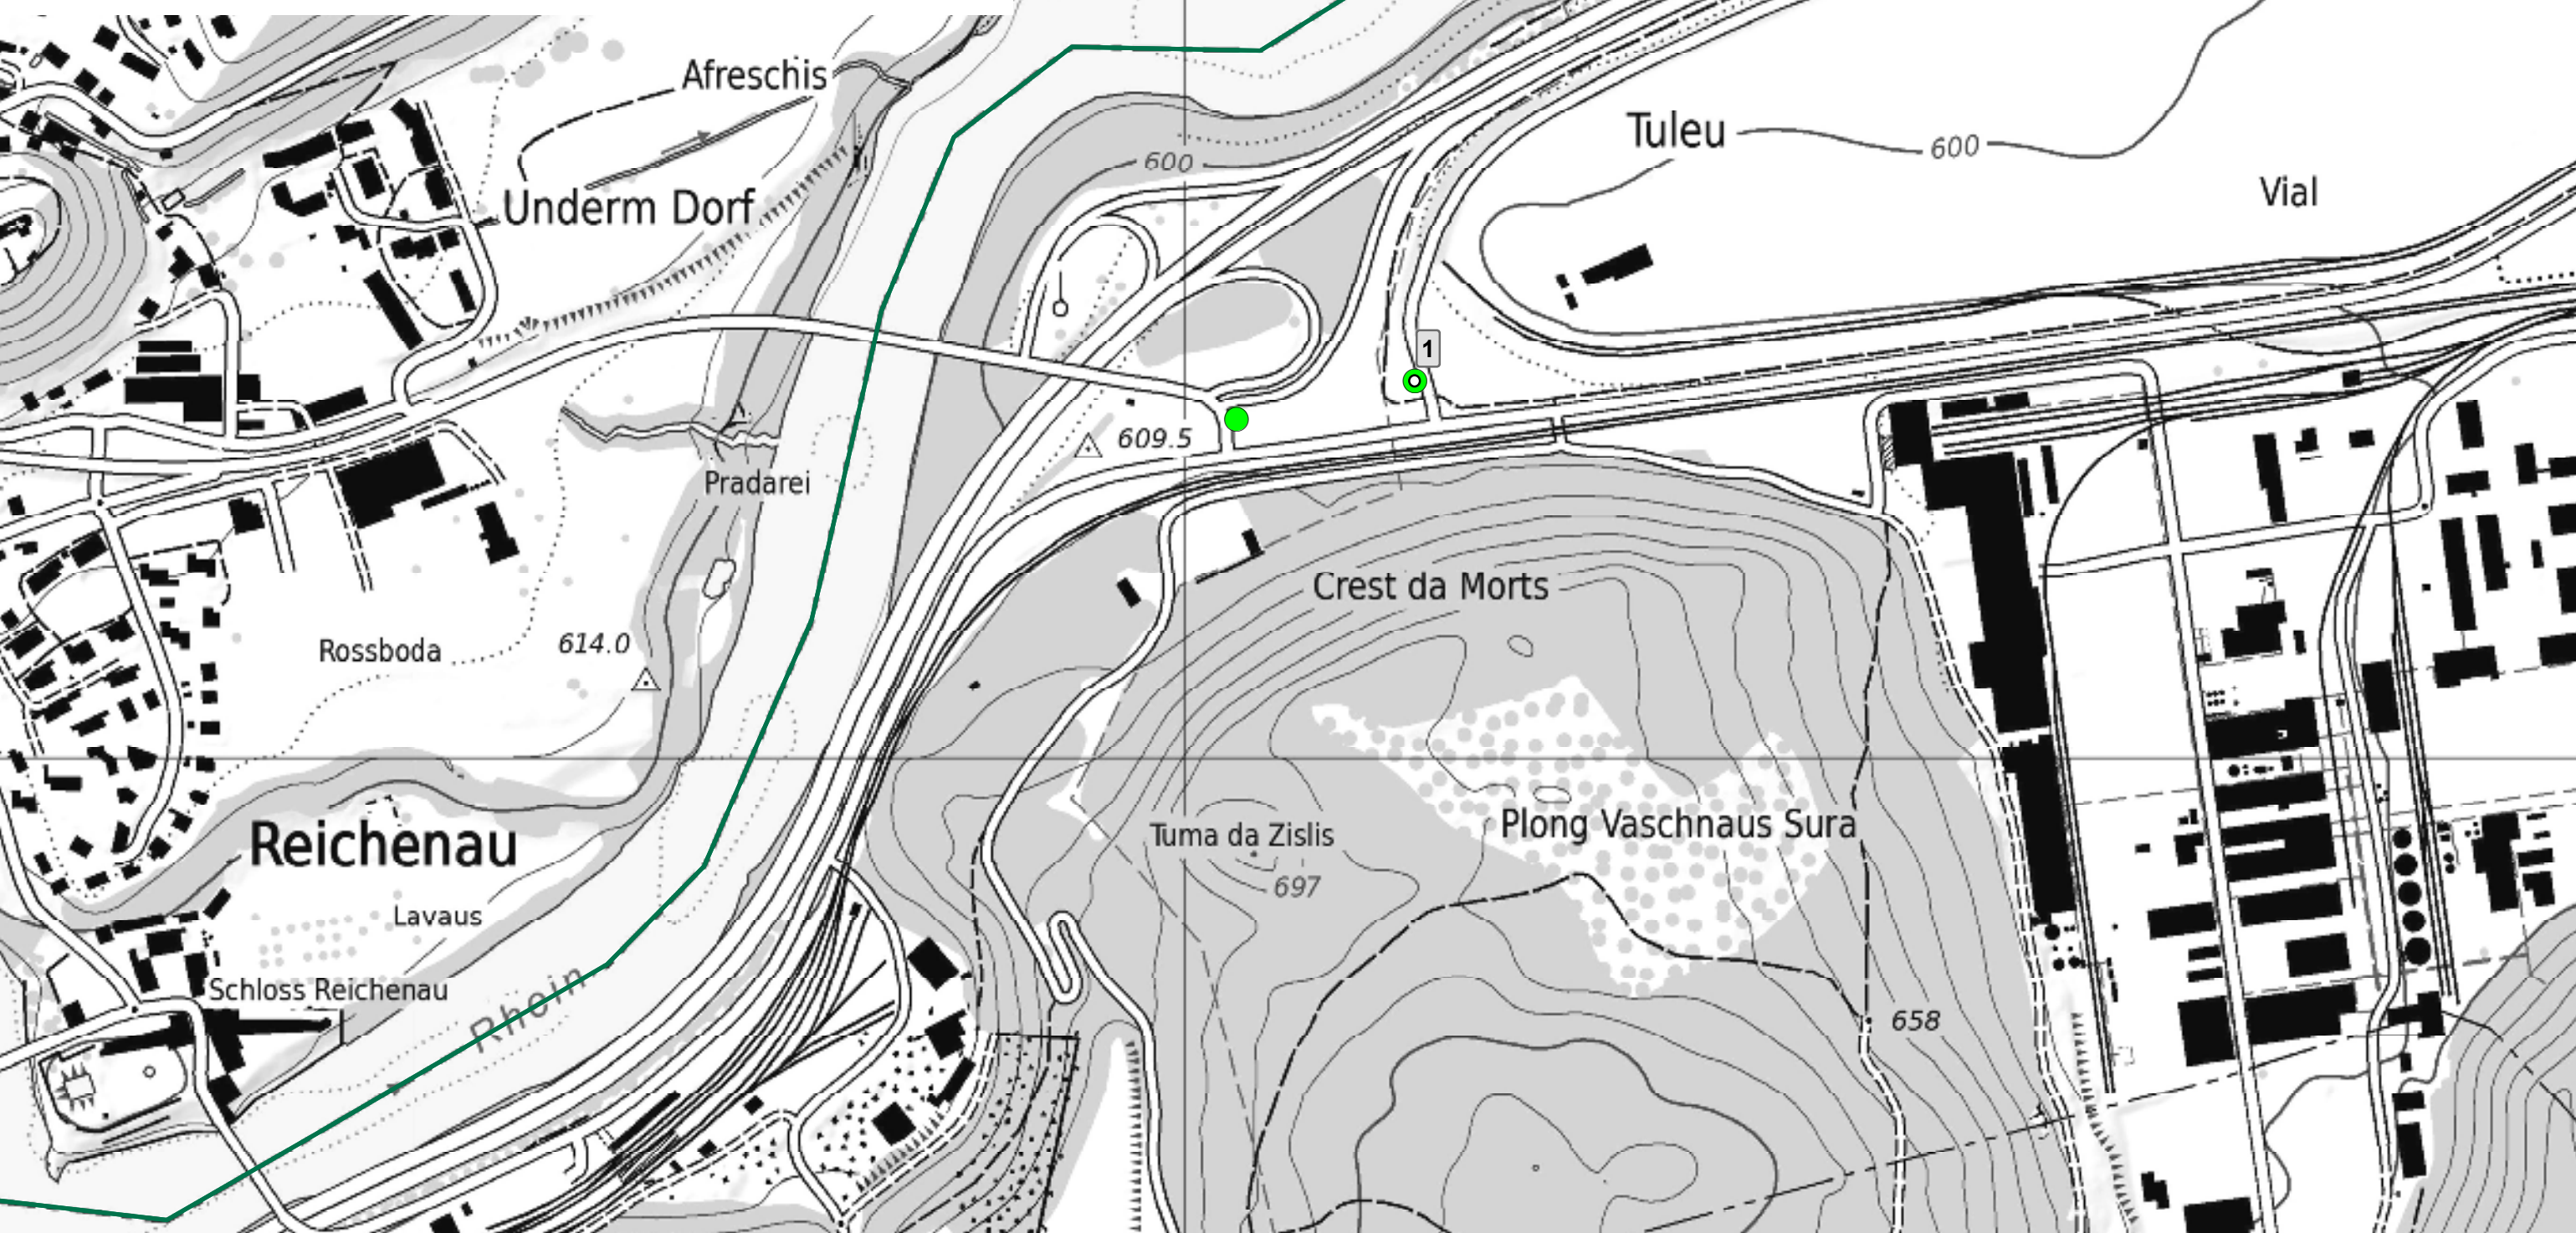 Afreschis
Tuleu
600
600
Vial
Underm Dorf
1
609.5
Pradarei
Crest da Morts
Rossboda
614.0
Reichenau
Tuma da Zislis
Plong Vaschnaus Sura
697
Lavaus
Schloss Reichenau
Rhein
658